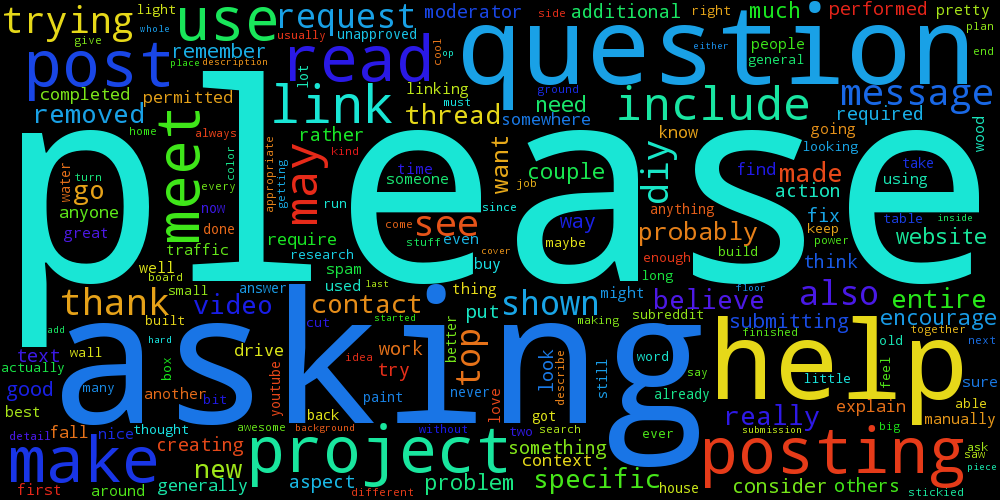 trying light use request moderator side additional right much performed pretty
give usually unapproved whole plan
post place description remember read cool op question either people general end
completed permitted lot linking must ground need include message
removed link thread somewhere required
home always rather kind know going looking wood
meet may want diy
please
water turn go color appropriate getting time someone couple job find made take using
anyone every run since action
now come see way anything fix table inside
great done stuff even maybe probably keep power website
traffic require research cover enough build think
well board spam buy long
small answer used last thing might floor believe also entire
thank video contact put shown subreddit encourage
add built cut started better making submitting finished together
text hard wall drive work top look describe still word help old next
actually box idea try say feel
good many another bit youtube paint never love already little sure
asking
best back got really explain able manually
detail nice thought awesome background without two search ever submission big
fall creating something ask
make new project context posting saw
generally aspect problem specific house consider others piece
first around different stickied